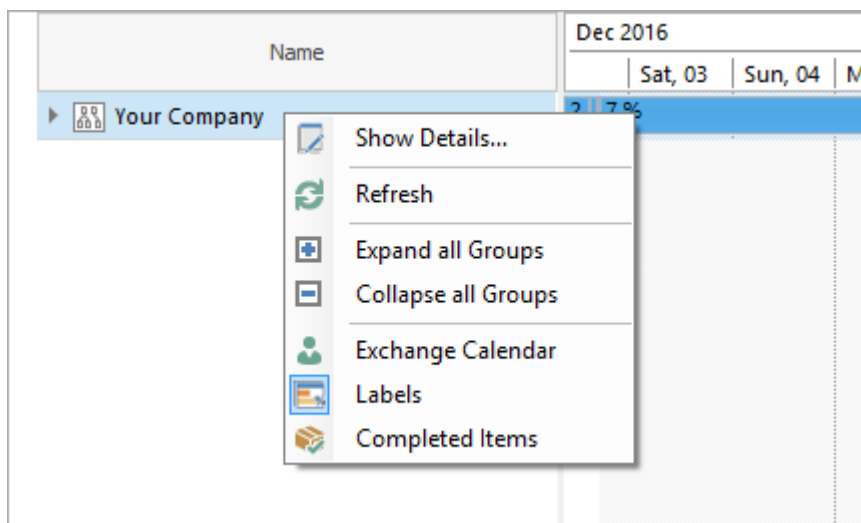 Name
Dec 2016
Sat, 03
Sun, 04
M
Your Company
7 %
Show Details...
Refresh
Expand all Groups
Collapse all Groups
Exchange Calendar
Labels
Completed Items